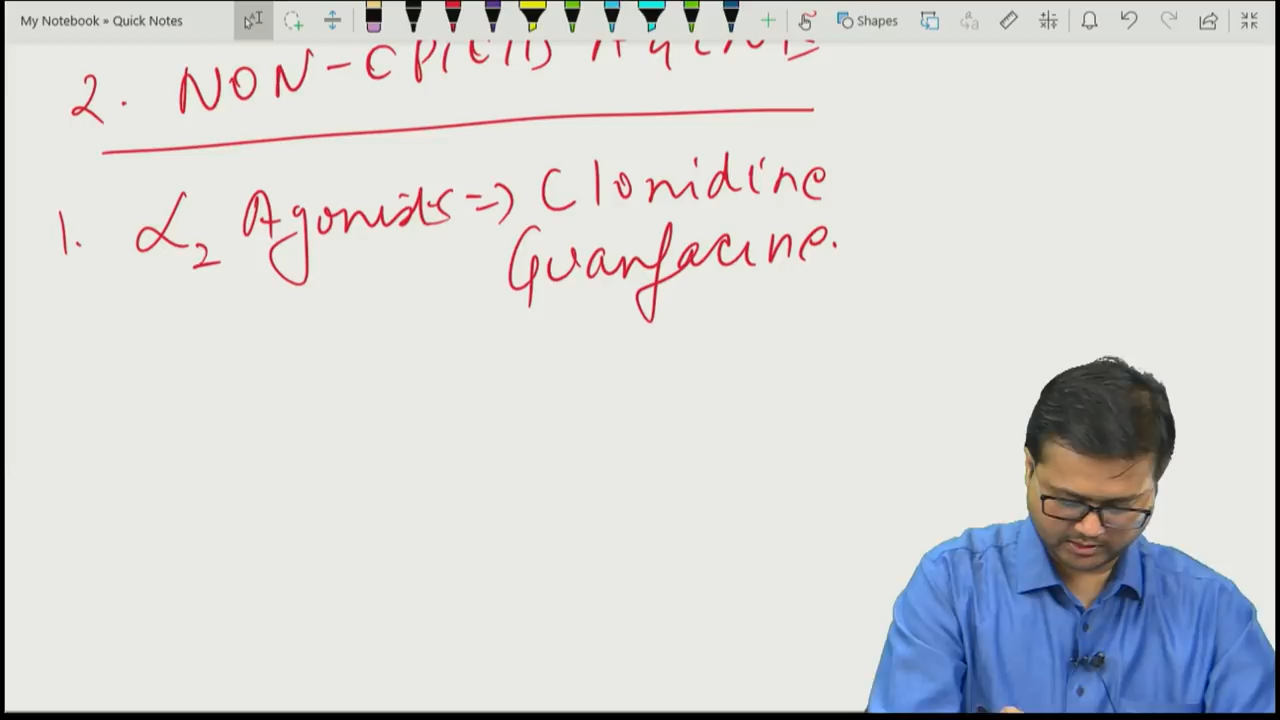 My Notebook » Quick Notes
Shapes
2. NON-
1. α2 Agonists => Clonidine
Guanfacine.